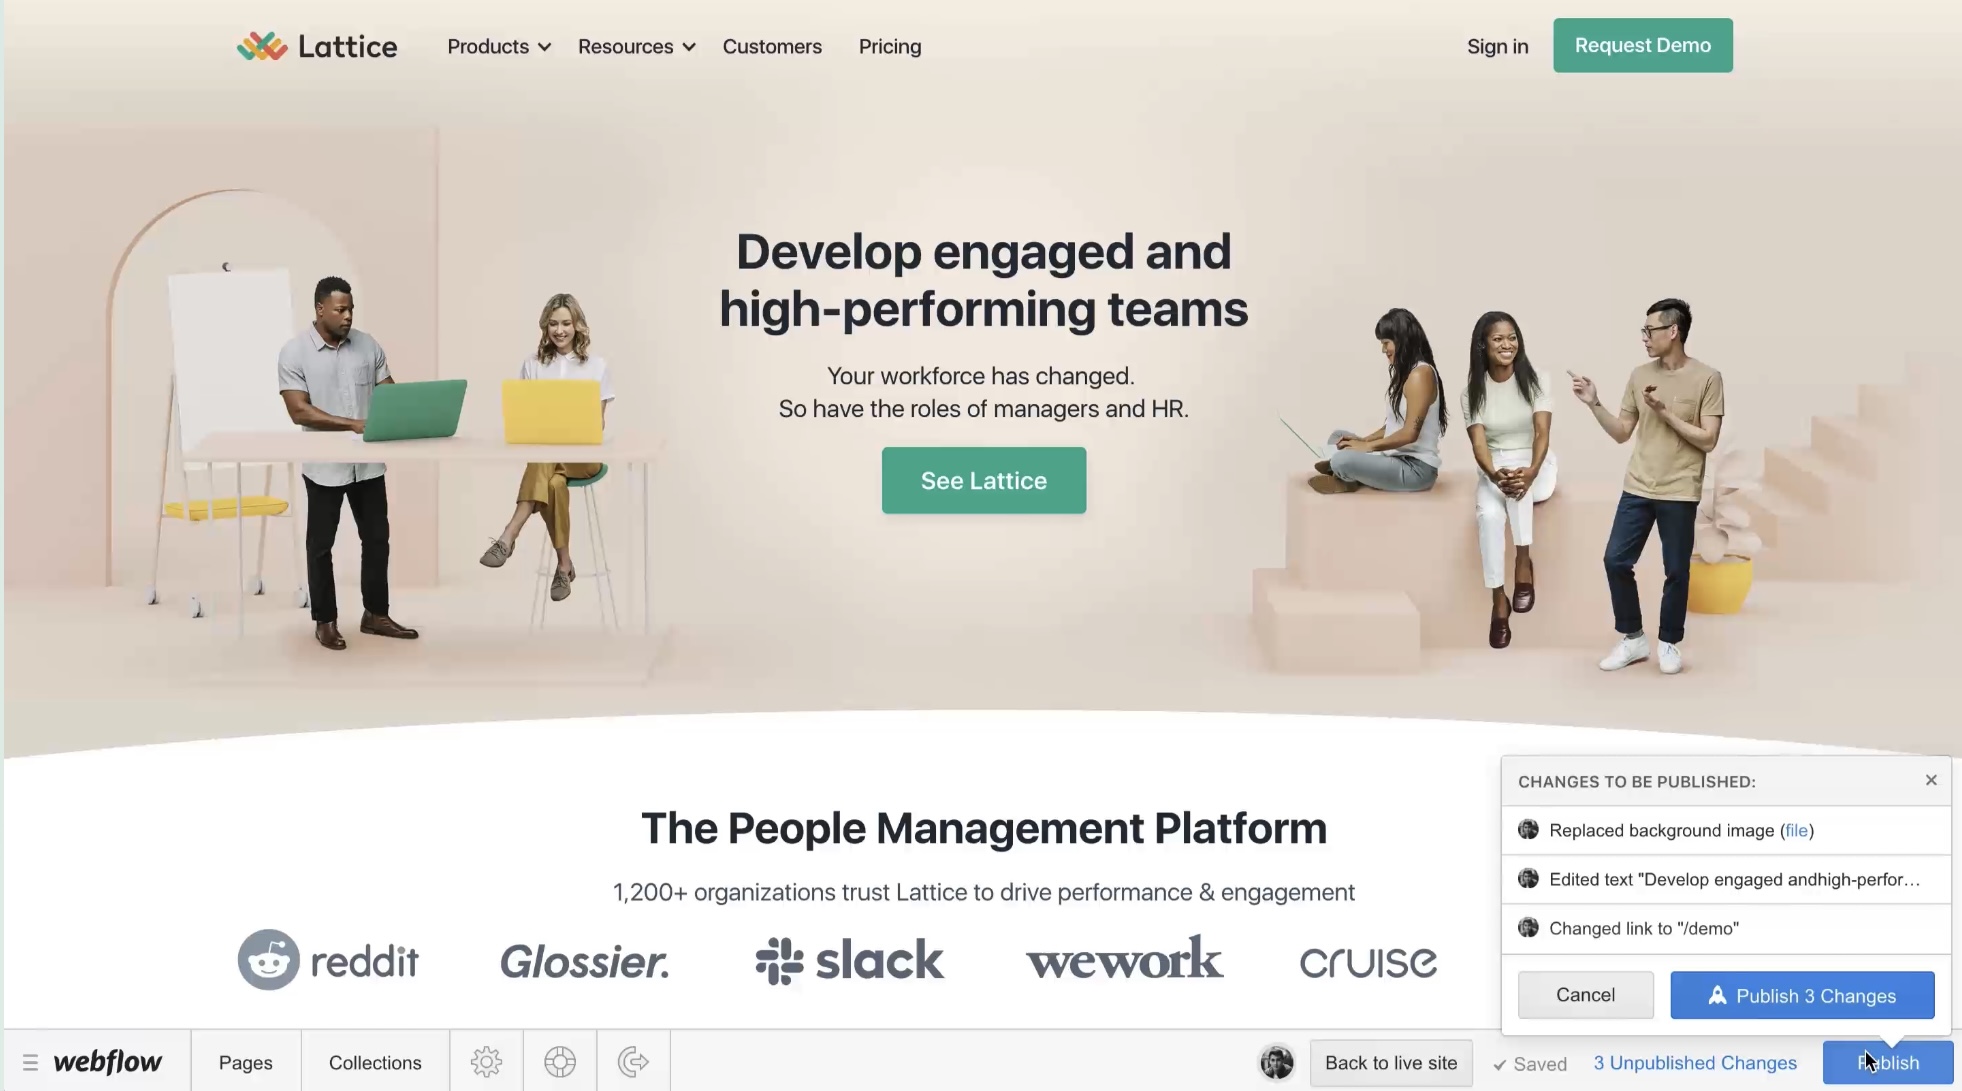 Lattice
Products
Resources
Customers
Pricing
Sign in
Request Demo
Develop engaged and
high-performing teams
Your workforce has changed.
So have the roles of managers and HR.
See Lattice
The People Management Platform
1,200+ organizations trust Lattice to drive performance & engagement
reddit
Glossier.
slack
wework
cruise
CHANGES TO BE PUBLISHED:
Replaced background image (file)
Edited text "Develop engaged andhigh-perfor...
Changed link to "/demo"
Cancel
Publish 3 Changes
webflow
Pages
Collections
Back to live site
Saved
3 Unpublished Changes
Publish